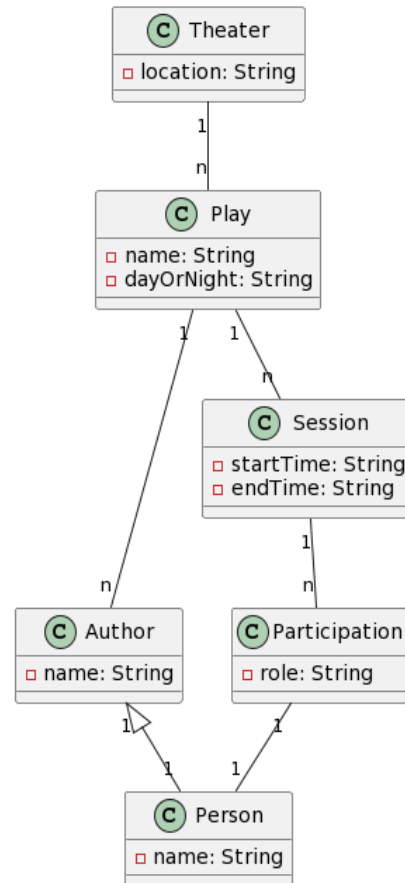 C Theater
location: String
1
n
C Play
name: String
dayOrNight: String
1
1
n
C Session
startTime: String
endTime: String
1
n
n
C Author
name: String
C Participation
role: String
1
1
1
1
C Person
name: String